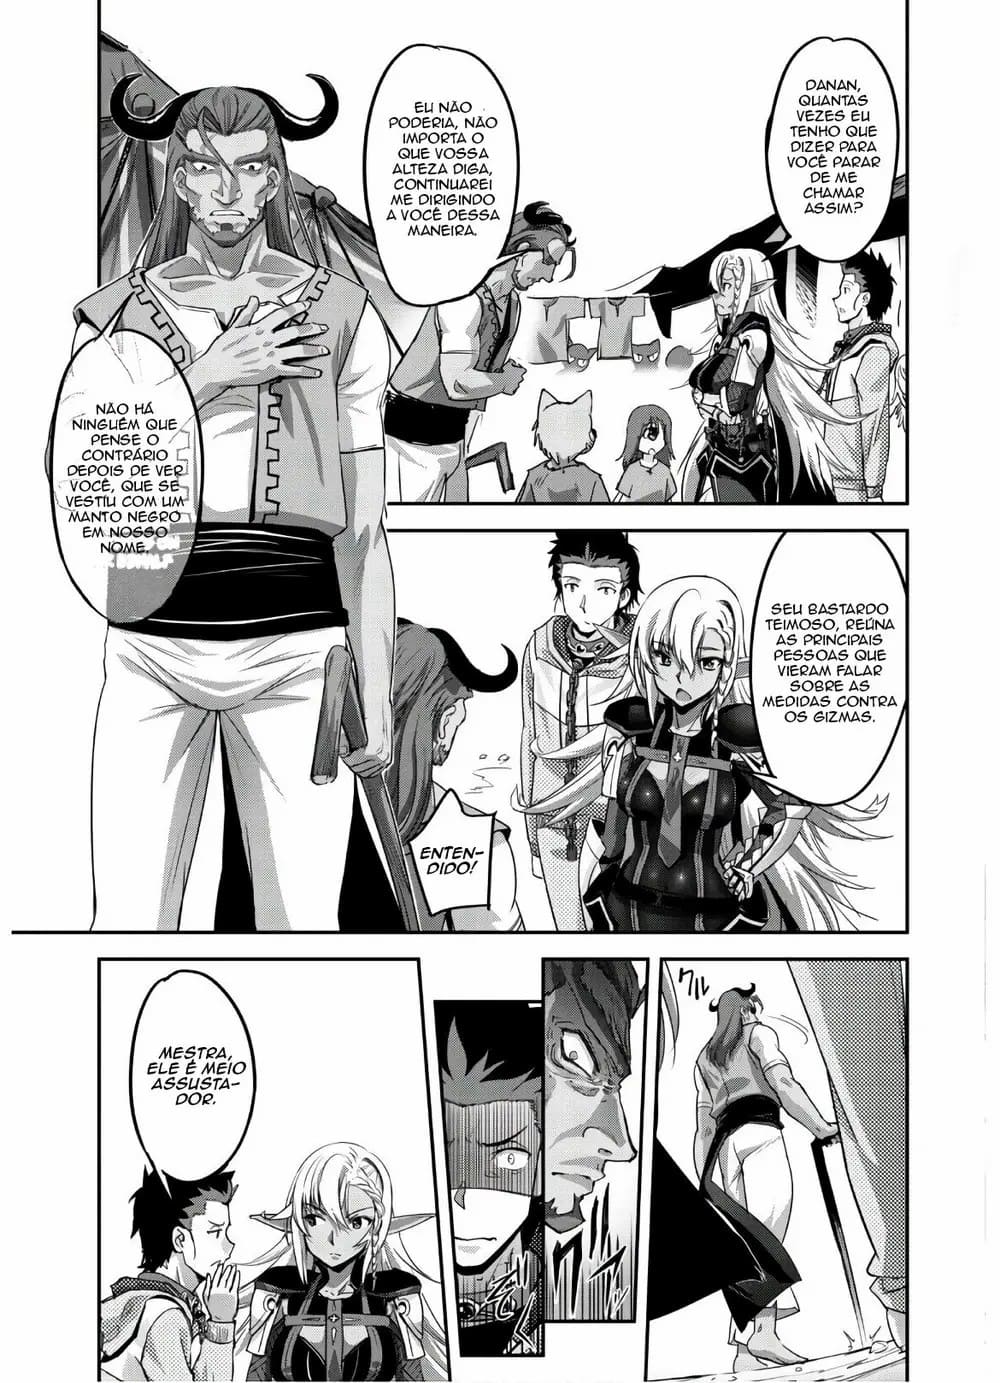 DANAN,
QUANTAS
VEZES EU
TENHO QUE
DIZER PARA
VOCÊ PARAR
DE ME
CHAMAR
ASSIM?
EU NÃO
PODERIA, NÃO
IMPORTA O
QUE VOSSA
ALTEZA DIGA,
CONTINUAREI
ME DIRIGINDO
A VOCÊ DESSA
MANEIRA.
NÃO HÁ
NINGUÉM QUE
PENSE O
CONTRÁRIO
DEPOIS DE VER
VOCÊ, QUE SE
VESTIU COM UM
MANTO NEGRO
EM NOSSO
NOME.
SEU BASTARDO
TEIMOSO, REÚNA
AS PRINCIPAIS
PESSOAS QUE
VIERAM FALAR
SOBRE AS
MEDIDAS CONTRA
OS GIZMAS.
ENTEN-
DIDO!
クル
MESTRA,
ELE É MEIO
ASSUSTA-
DOR.